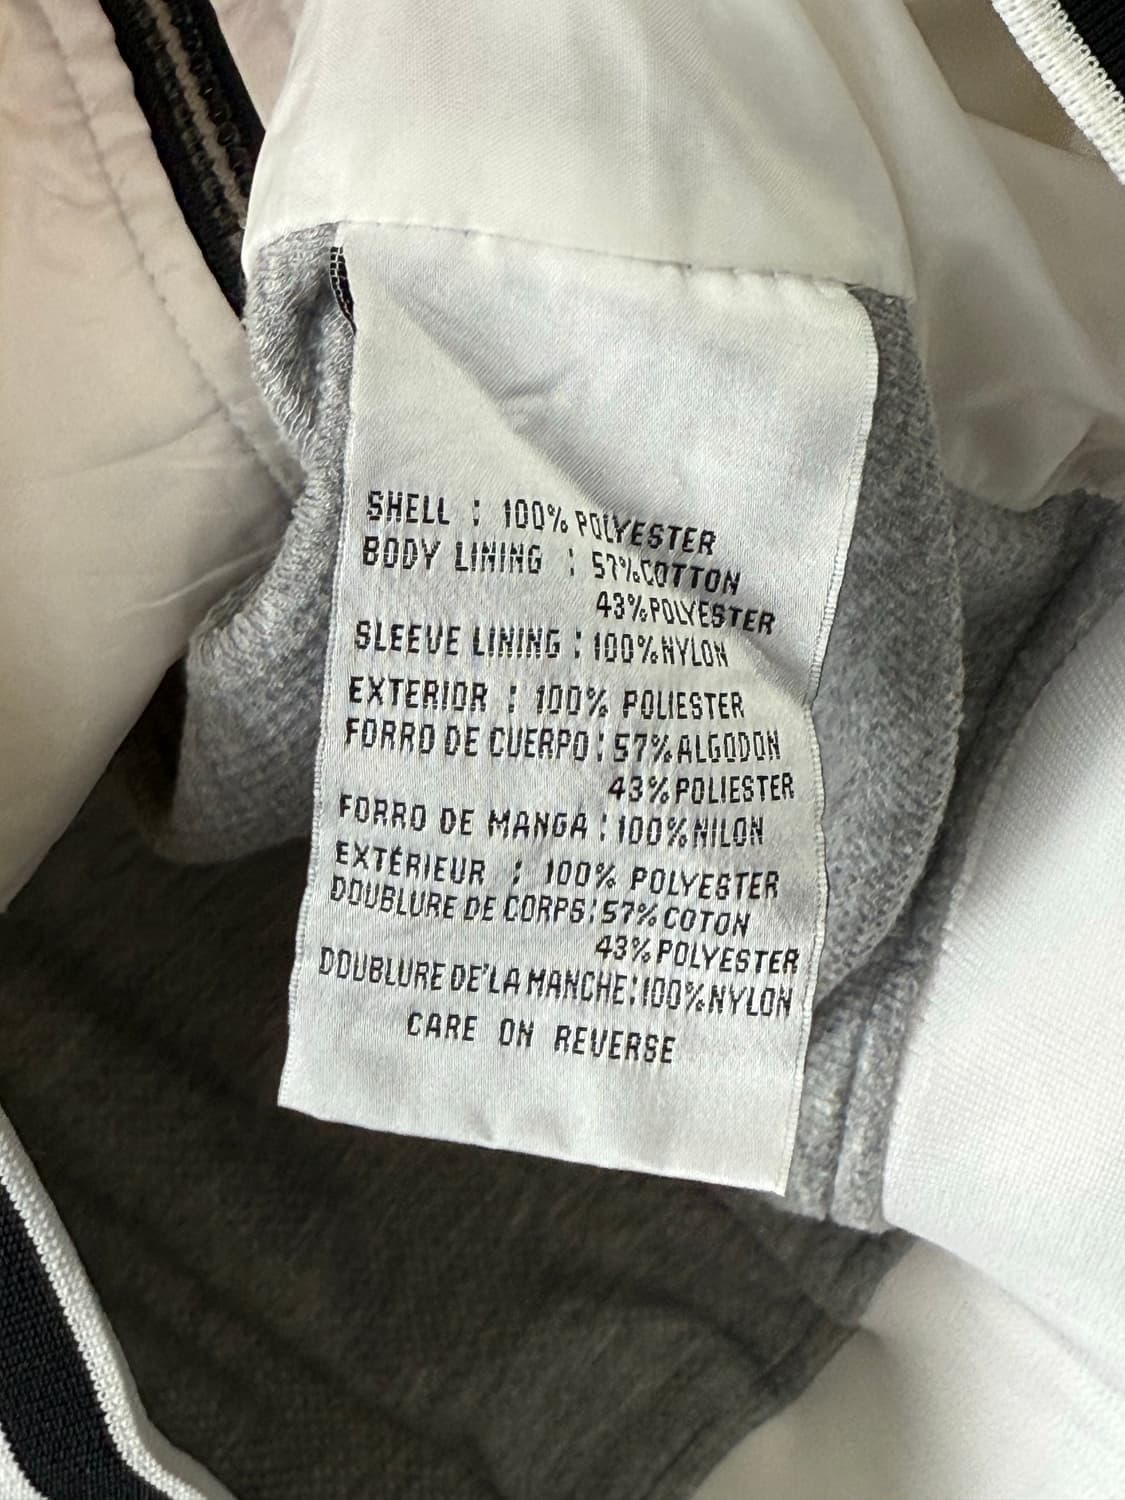 SHELL : 100% POLYESTER
BODY LINING : 57%COTTON
43%POLYESTER
SLEEVE LINING : 100%NYLON
EXTERIOR : 100% POLIESTER
FORRO DE CUERPO : 57%ALGODON
43%POLIESTER
FORRO DE MANGA : 100%NILON
EXTÉRIEUR : 100% POLYESTER
DOUBLURE DE CORPS:57%COTON
43%POLYESTER
DOUBLURE DE'LA MANCHE:100%NYLON
CARE ON REVERSE